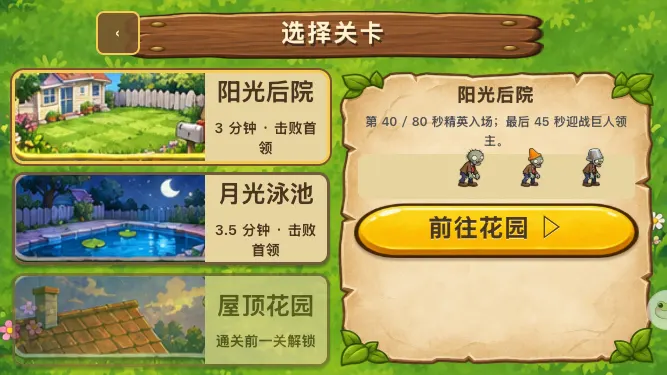 ‹
选择关卡
阳光后院
3 分钟 · 击败首
领
月光泳池
3.5 分钟 · 击败
首领
屋顶花园
通关前一关解锁
阳光后院
第 40 / 80 秒精英入场；最后 45 秒迎战巨人领
主。
前往花园 ▷